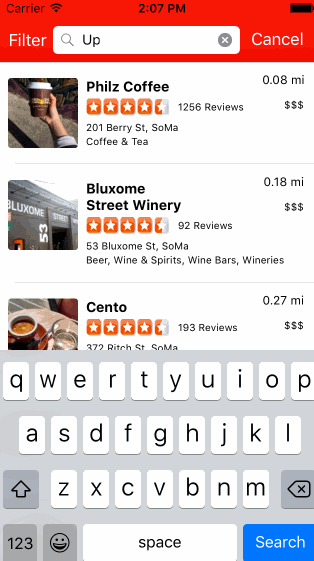 Carrier 2:07 PM
Filter Up Cancel
Philz Coffee 0.08 mi
1256 Reviews $$$
201 Berry St, SoMa
Coffee & Tea
BLUXOME STREET WINERY
53
Bluxome 0.18 mi
Street Winery $$$
92 Reviews
53 Bluxome St, SoMa
Beer, Wine & Spirits, Wine Bars, Wineries
Cento 0.27 mi
193 Reviews $$$
372 Ritch St, SoMa
q w e r t y u i o p
a s d f g h j k l
z x c v b n m
123 space Search